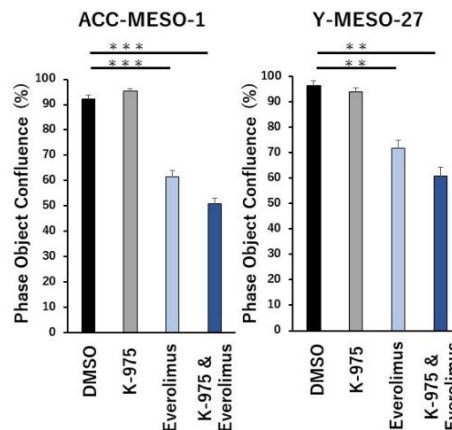 ACC-MESO-1
Phase Object Confluence (%)
100
90
80
70
60
50
40
30
20
10
0
***
***
DMSO
K-975
Everolimus
K-975 &
Everolimus
Y-MESO-27
Phase Object Confluence (%)
100
90
80
70
60
50
40
30
20
10
0
**
**
DMSO
K-975
Everolimus
K-975 &
Everolimus